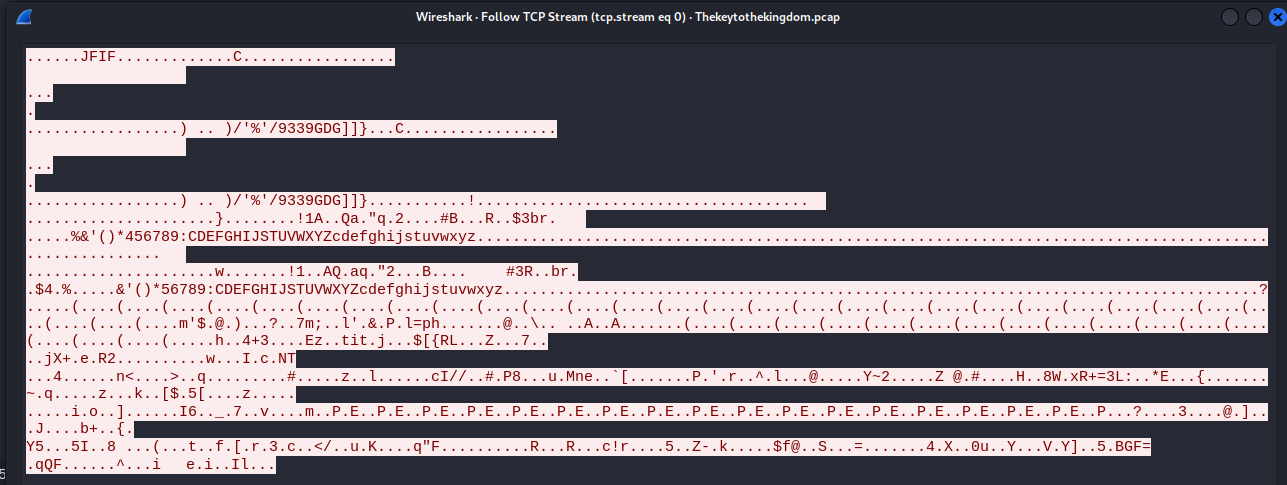 Wireshark · Follow TCP Stream (tcp.stream eq 0) · Thekeytothekingdom.pcap
......JFIF.............C.................
...
.
.................) .. )/'%'/9339GDG]]}...C.................
...
.
.................) .. )/'%'/9339GDG]]}...........!.....................................
.....................}........!1A..Qa."q.2....#B...R..$3br.
.....%&'()*456789:CDEFGHIJSTUVWXYZcdefghijstuvwxyz........................................................................................
...............
.....................w.......!1..AQ.aq."2...B.... #3R..br.
.$4.%.....&'()*56789:CDEFGHIJSTUVWXYZcdefghijstuvwxyz....................................................................................?
.....(....(....(....(....(....(....(....(....(....(....(....(....(....(....(....(....(....(....(....(....(....(....(....(....(....(....(..
..(....(....(....m'$.@.)...?..7m;..l'.&.P.l=ph.......@..\.....A..A.......(....(....(....(....(....(....(....(....(....(....(....(....(....
(....(....(....(.....h..4+3....Ez..tit.j...$[{RL...Z...7..
..jX+.e.R2..........w...I.c.NT
...4......n<....>..q.........#.....z..l......cI//..#.P8...u.Mne..`[.......P.'.r..^.l...@.....Y~2.....Z @.#....H..8W.xR+=3L:..*E...{.......
~.q.....z...k..[$.5[....z.....
.....i.o..]......I6.._.7..v....m..P.E..P.E..P.E..P.E..P.E..P.E..P.E..P.E..P.E..P.E..P.E..P.E..P.E..P.E..P.E..P.E..P.E..P...?....3....@.]..
.J....b+..{.
Y5...5I..8 ...(...t..f.[.r.3.c..</..u.K....q"F..........R...R...c!r....5..Z-.k.....$f@..S...=.......4.X..0u..Y...V.Y]..5.BGF=
.qQF......^...i e.i..Il...